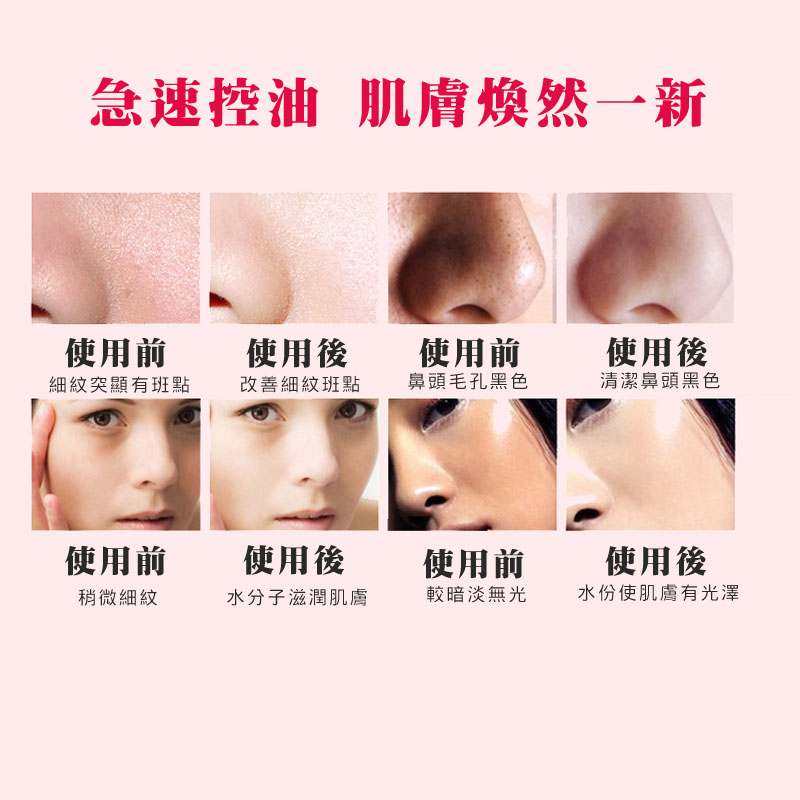 急速控油 肌膚煥然一新
使用前 使用後 使用前 使用後
細紋突顯有班點 改善細紋班點 鼻頭毛孔黑色 清潔鼻頭黑色
使用前 使用後 使用前 使用後
稍微細紋 水分子滋潤肌膚 較暗淡無光 水份使肌膚有光澤